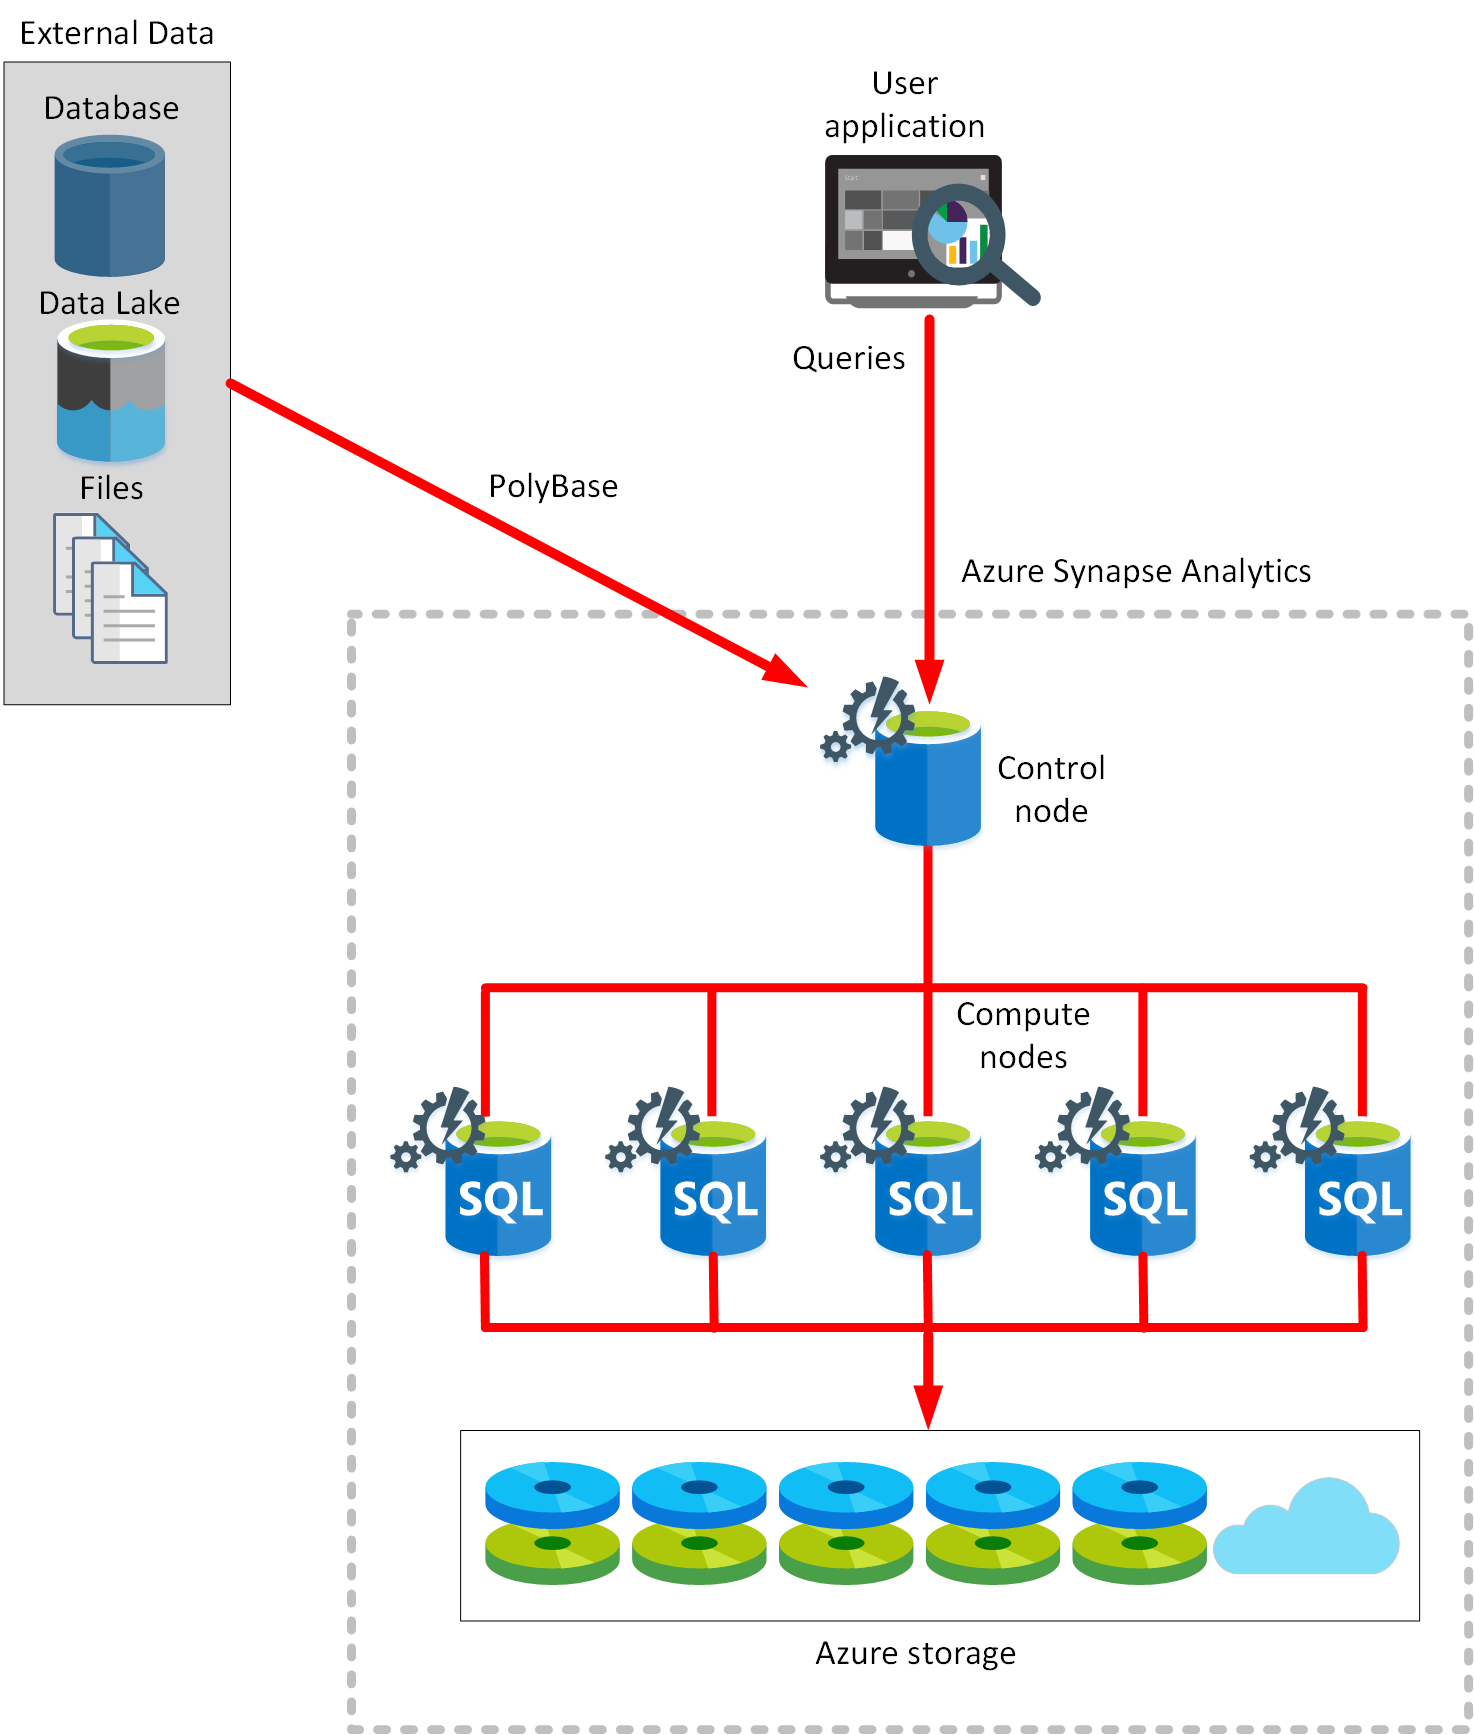 External Data
Database
Data Lake
Files
User
application
Start
Queries
PolyBase
Azure Synapse Analytics
Control
node
Compute
nodes
SQL
SQL
SQL
SQL
SQL
Azure storage